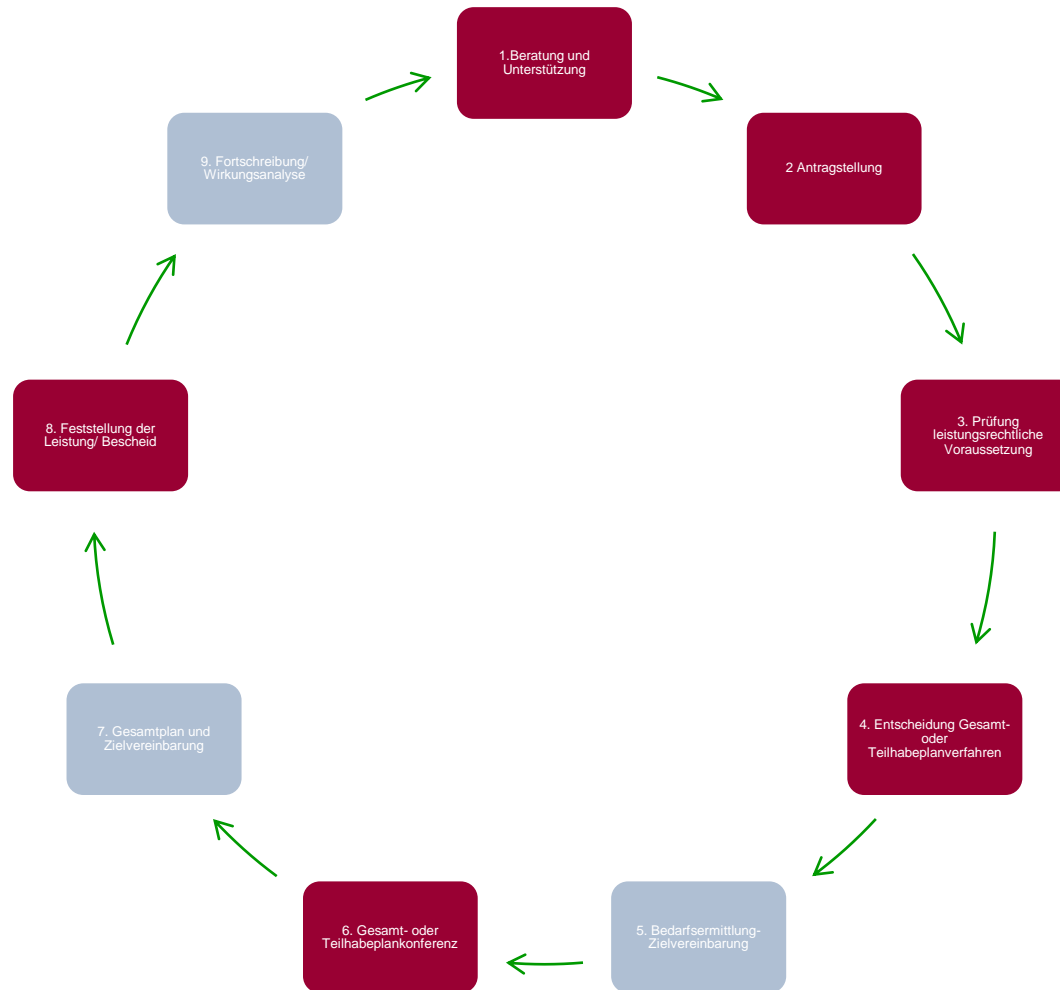 1.Beratung und
Unterstützung
2 Antragstellung
3. Prüfung
leistungsrechtliche
Voraussetzung
4. Entscheidung Gesamt-
oder
Teilhabeplanverfahren
5. Bedarfsermittlung-
Zielvereinbarung
6. Gesamt- oder
Teilhabeplankonferenz
7. Gesamtplan und
Zielvereinbarung
8. Feststellung der
Leistung/ Bescheid
9. Fortschreibung/
Wirkungsanalyse